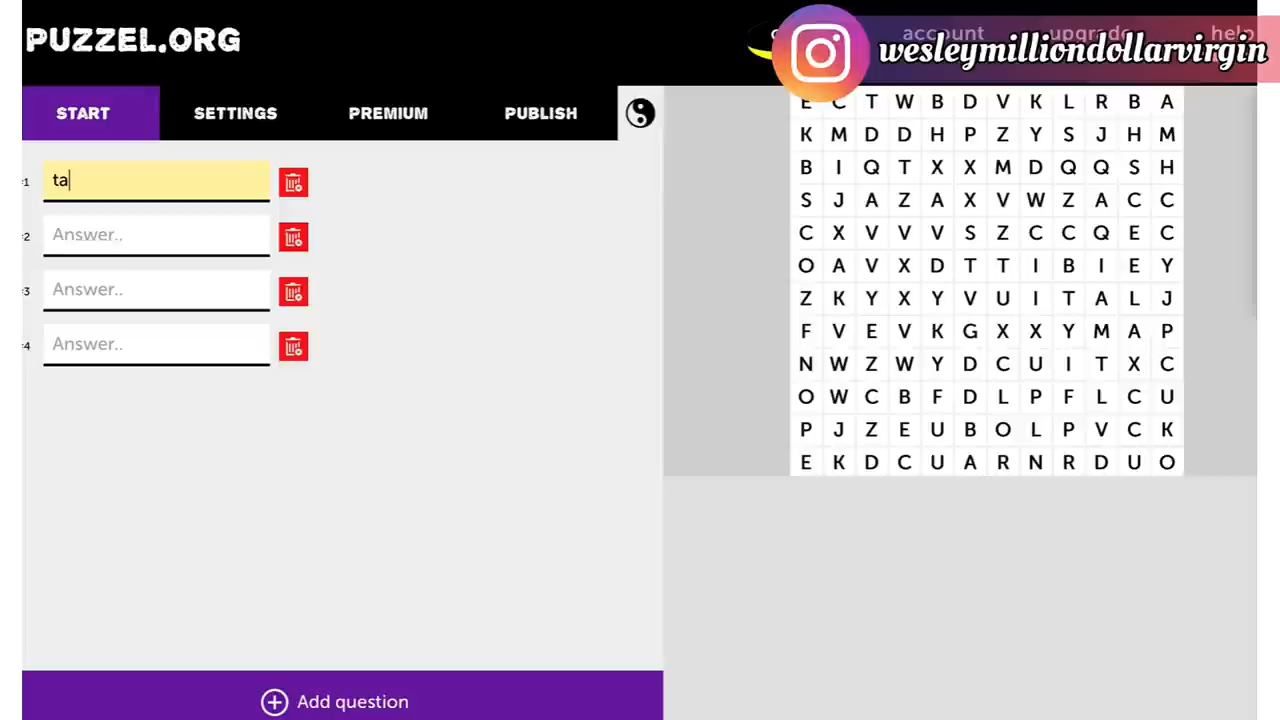 PUZZEL.ORG
account upgrade help
wesleymilliondollarvirgin
START SETTINGS PREMIUM PUBLISH
#1 ta
#2 Answer..
#3 Answer..
#4 Answer..
Add question
E C T W B D V K L R B A
K M D D H P Z Y S J H M
B I Q T X X M D Q Q S H
S J A Z A X V W Z A C C
C X V V V S Z C C Q E C
O A V X D T T I B I E Y
Z K Y X Y V U I T A L J
F V E V K G X X Y M A P
N W Z W Y D C U I T X C
O W C B F D L P F L C U
P J Z E U B O L P V C K
E K D C U A R N R D U O